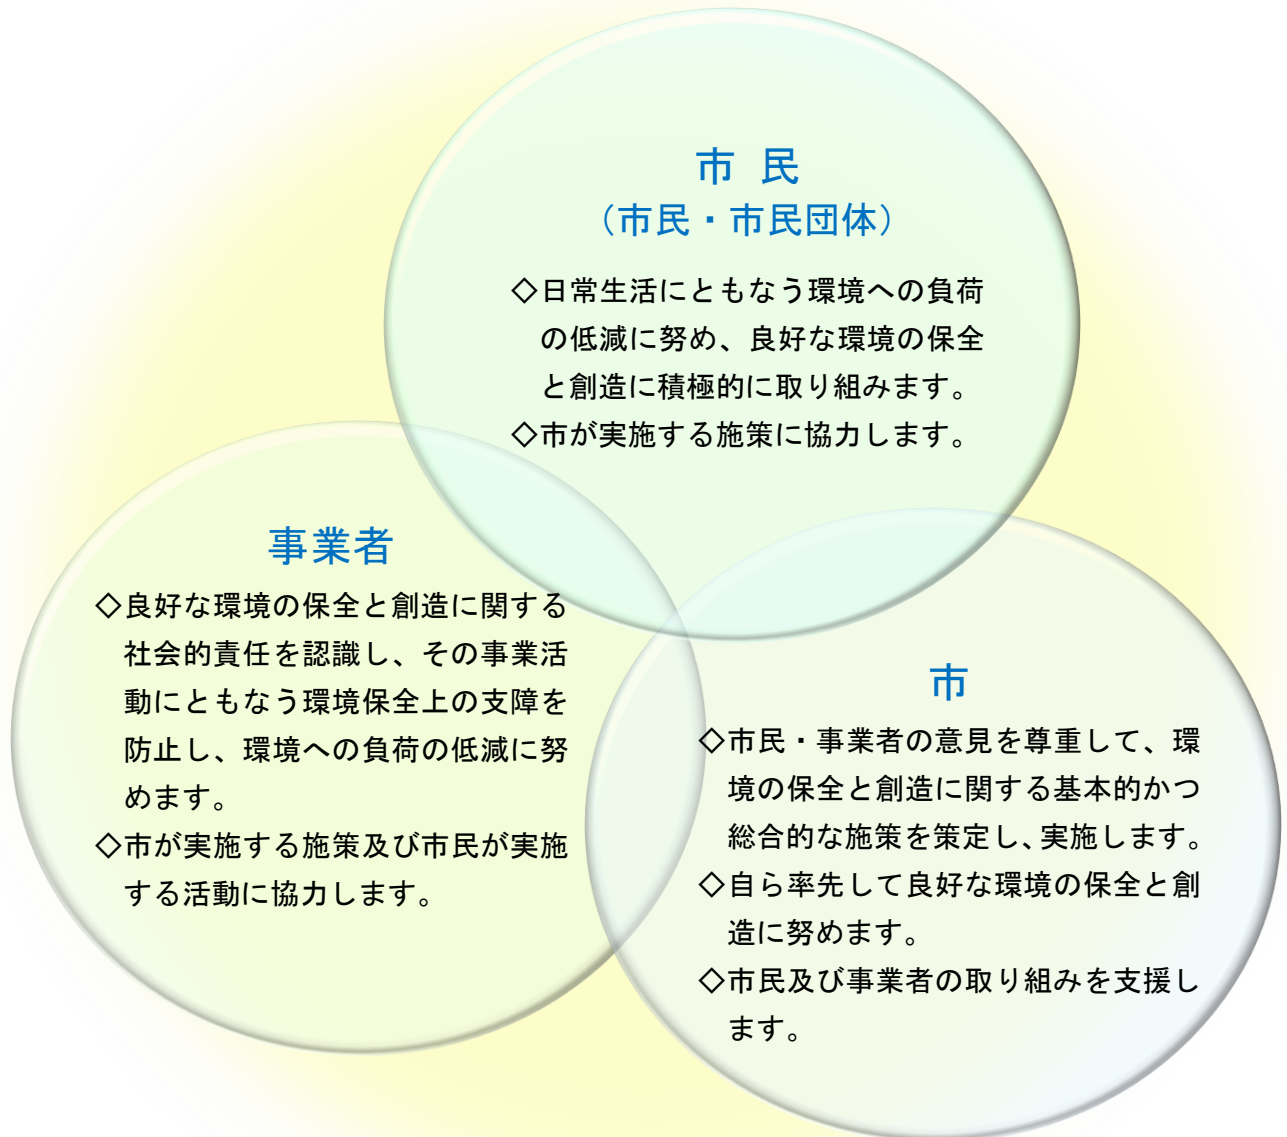 市 民
（市民・市民団体）
◇日常生活にともなう環境への負荷
の低減に努め、良好な環境の保全
と創造に積極的に取り組みます。
◇市が実施する施策に協力します。
事業者
◇良好な環境の保全と創造に関する
社会的責任を認識し、その事業活
動にともなう環境保全上の支障を
防止し、環境への負荷の低減に努
めます。
◇市が実施する施策及び市民が実施
する活動に協力します。
市
◇市民・事業者の意見を尊重して、環
境の保全と創造に関する基本的かつ
総合的な施策を策定し、実施します。
◇自ら率先して良好な環境の保全と創
造に努めます。
◇市民及び事業者の取り組みを支援し
ます。